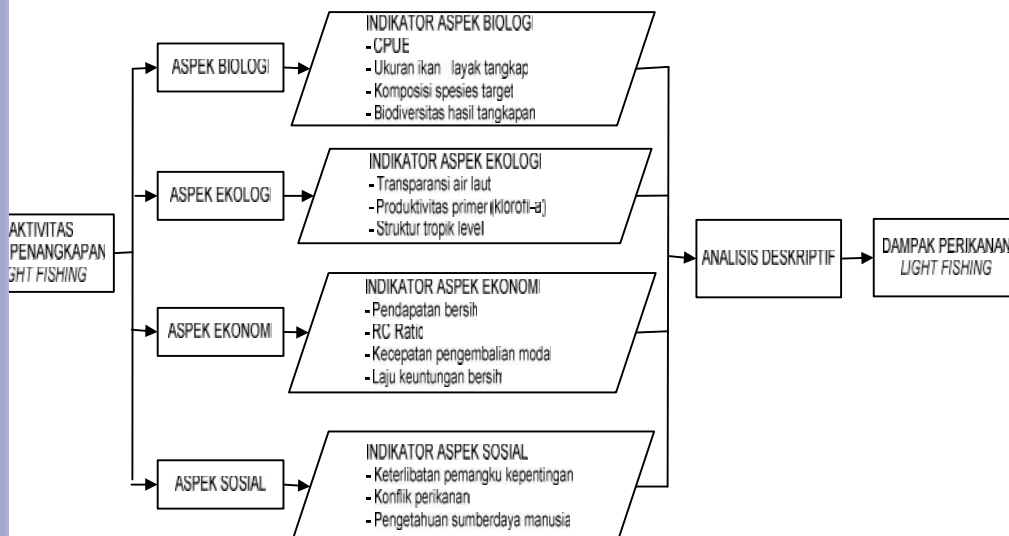 AKTIVITAS
PENANGKAPAN
GHT FISHING
ASPEK BIOLOGI
INDIKATOR ASPEK BIOLOGI
- CPUE
- Ukuran ikan layak tangkap
- Komposisi spesies target
- Biodiversitas hasil tangkapan
ASPEK EKOLOGI
INDIKATOR ASPEK EKOLOGI
- Transparansi air laut
- Produktivitas primer (klorofil-a)
- Struktur tropik level
ASPEK EKONOMI
INDIKATOR ASPEK EKONOMI
- Pendapatan bersih
- RC Ratio
- Kecepatan pengembalian modal
- Laju keuntungan bersih
ASPEK SOSIAL
INDIKATOR ASPEK SOSIAL
- Keterlibatan pemangku kepentingan
- Konflik perikanan
- Pengetahuan sumberdaya manusia
ANALISIS DESKRIPTIF
DAMPAK PERIKANAN
LIGHT FISHING